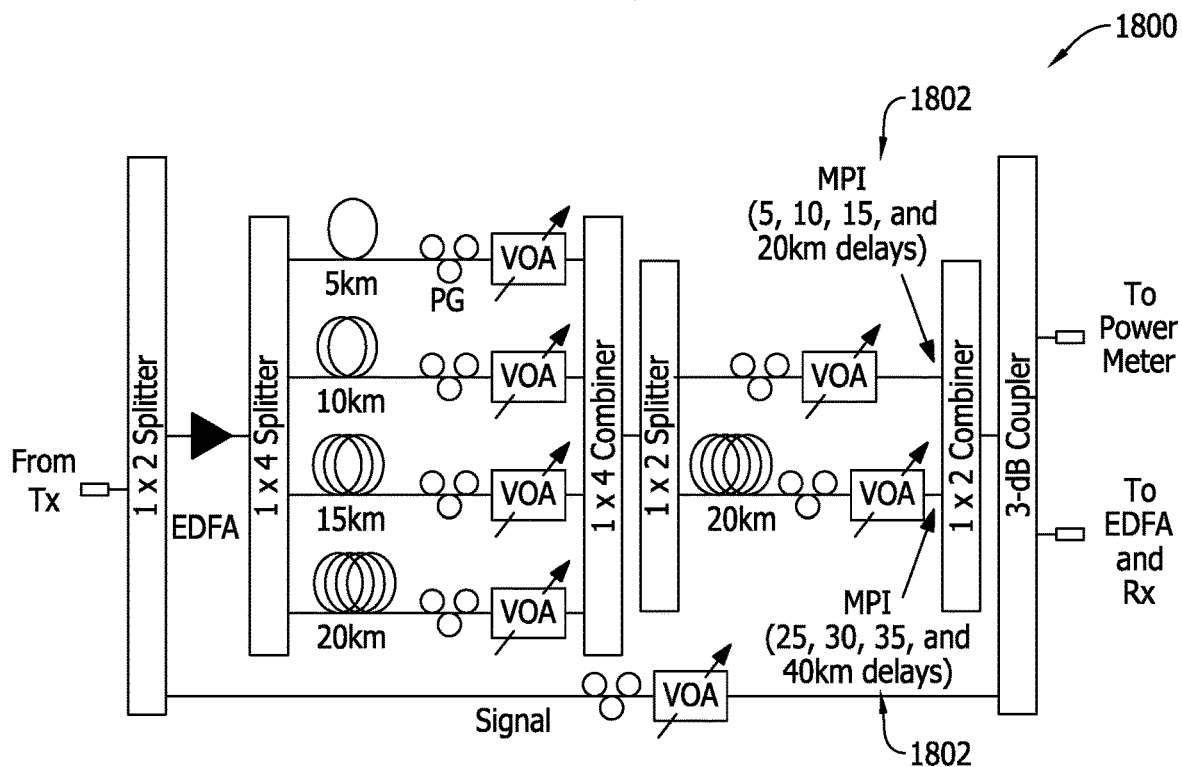 1800
1802
MPI
(5, 10, 15, and
20km delays)
From
Tx
1 x 2 Splitter
EDFA
1 x 4 Splitter
5km
PG
VOA
10km
VOA
15km
VOA
20km
VOA
1 x 4 Combiner
1 x 2 Splitter
VOA
20km
VOA
MPI
(25, 30, 35, and
40km delays)
1802
1 x 2 Combiner
3-dB Coupler
Signal
VOA
To
Power
Meter
To
EDFA
and
Rx